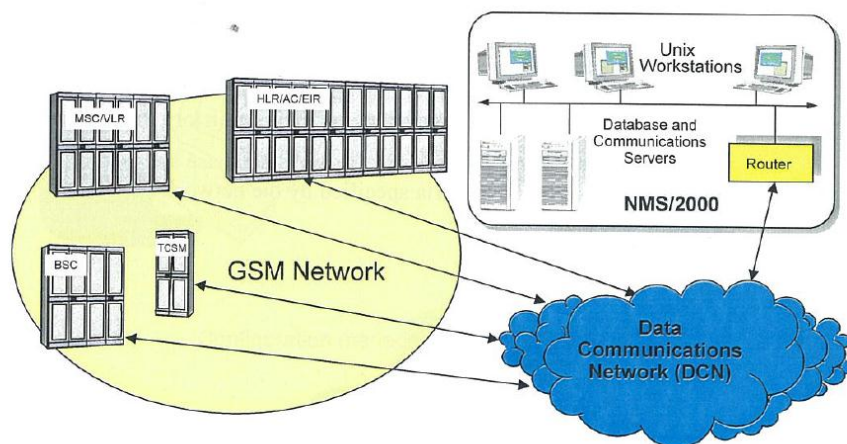 Unix
Workstations
HLR/AC/EIR
MSC/VLR
Database and
Communications
Servers
Router
NMS/2000
TCSM
BSC
GSM Network
Data
Communications
Network (DCN)